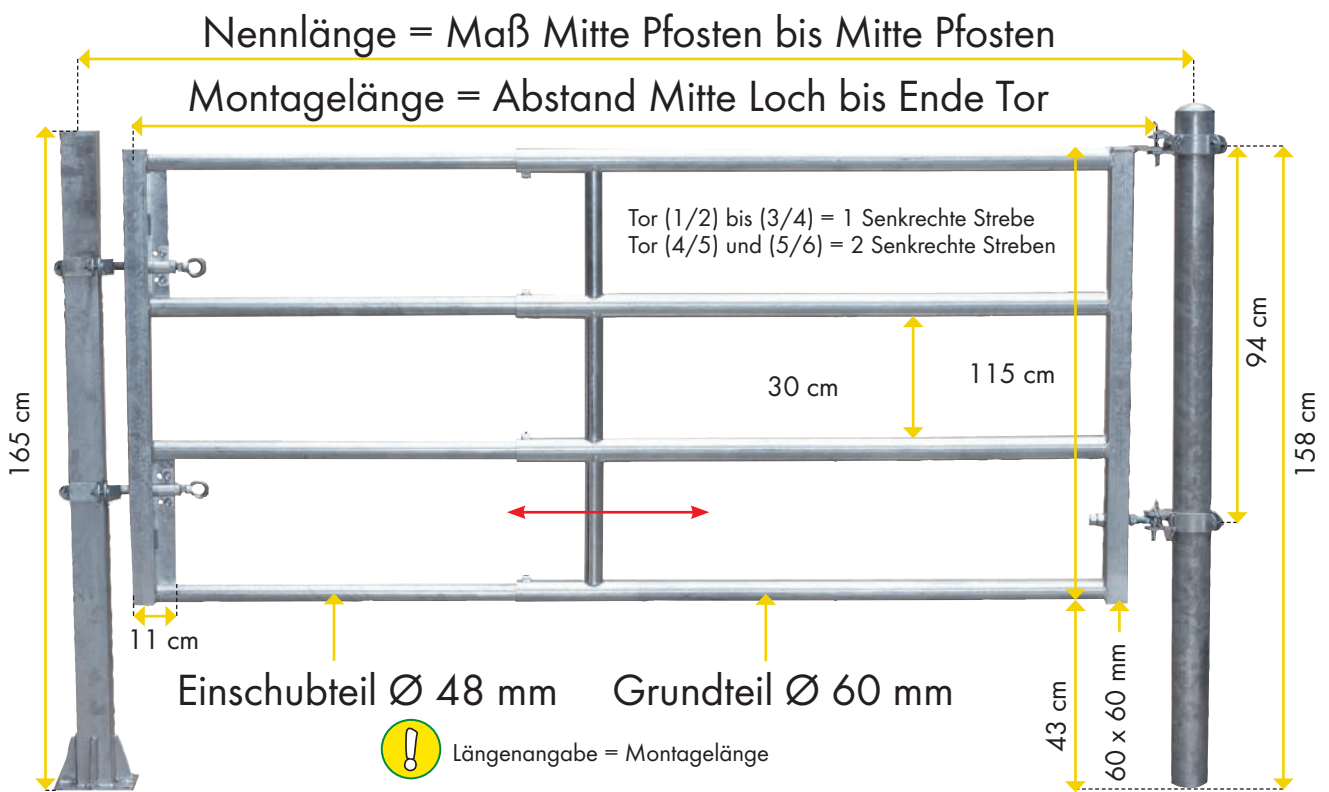 Nennlänge = Maß Mitte Pfosten bis Mitte Pfosten
Montagelänge = Abstand Mitte Loch bis Ende Tor
Tor (1/2) bis (3/4) = 1 Senkrechte Strebe
Tor (4/5) und (5/6) = 2 Senkrechte Streben
165 cm
30 cm
115 cm
94 cm
158 cm
11 cm
Einschubteil Ø 48 mm
Grundteil Ø 60 mm
43 cm
60 x 60 mm
Längenangabe = Montagelänge